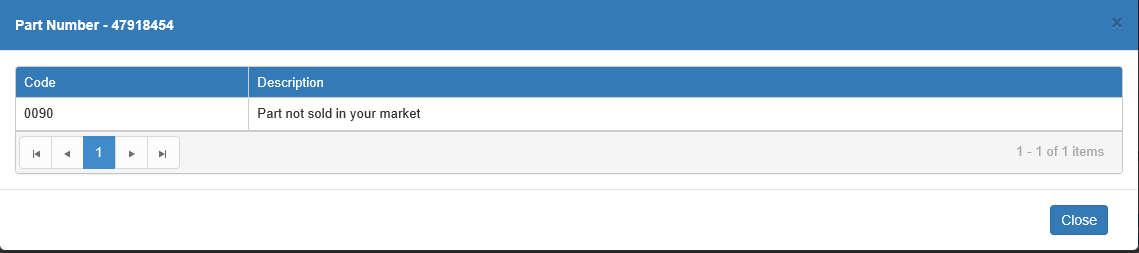 Part Number - 47918454
×
Code Description
0090 Part not sold in your market
1 1 - 1 of 1 items
Close